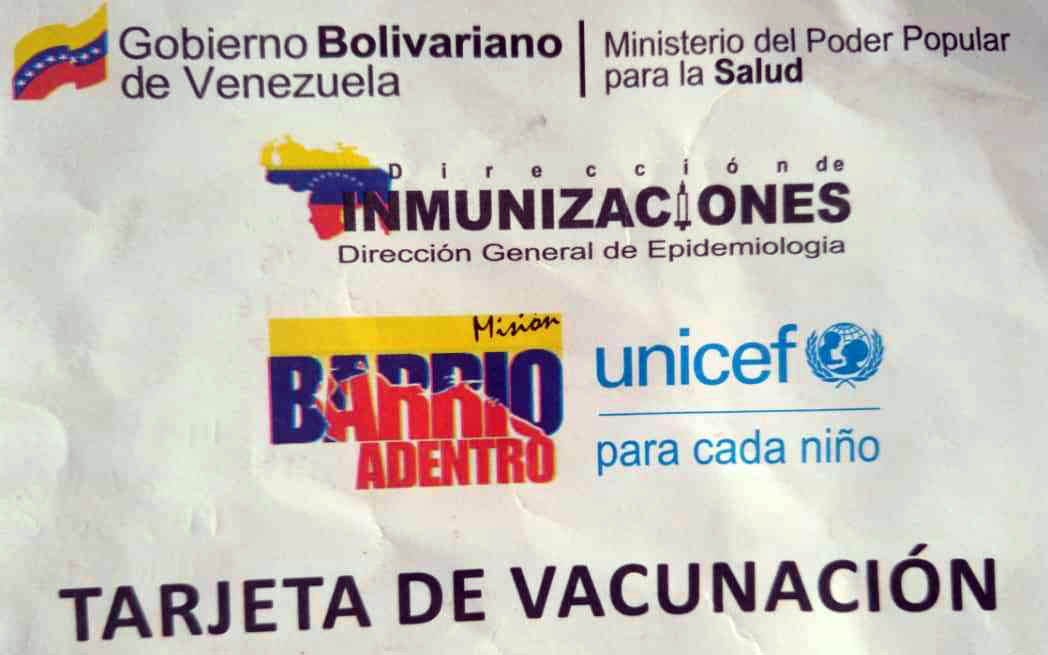 Gobierno Bolivariano
de Venezuela
Ministerio del Poder Popular
para la Salud
Dirección de
INMUNIZACIONES
Dirección General de Epidemiologia
Misión
BARRIO
ADENTRO
unicef
para cada niño
TARJETA DE VACUNACIÓN